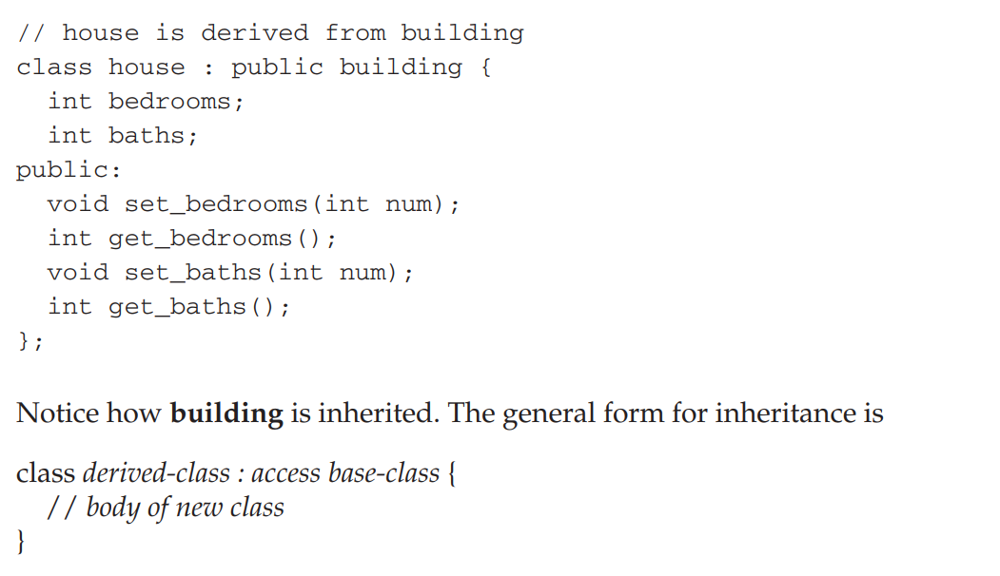 // house is derived from building
class house : public building {
  int bedrooms;
  int baths;
public:
  void set_bedrooms(int num);
  int get_bedrooms();
  void set_baths(int num);
  int get_baths();
};
Notice how building is inherited. The general form for inheritance is
class derived-class : access base-class {
  // body of new class
}